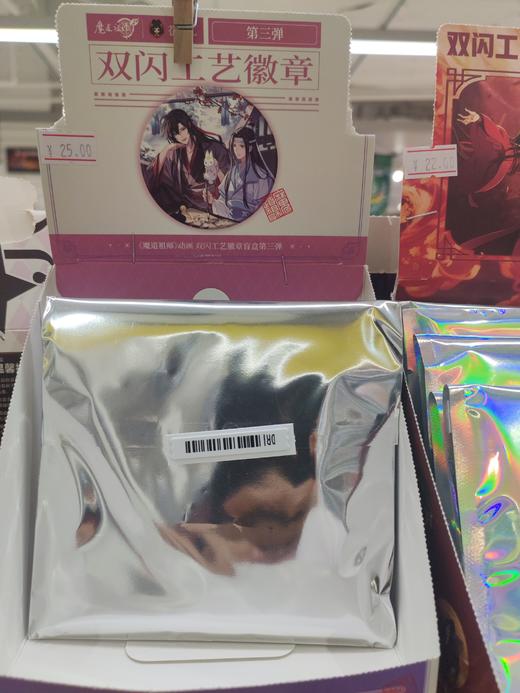 魔道祖师
第三弹
双闪工艺徽章
¥ 25.00
《魔道祖师》动画 双闪工艺徽章盲盒第三弹
双闪工
¥ 22.00
DRI